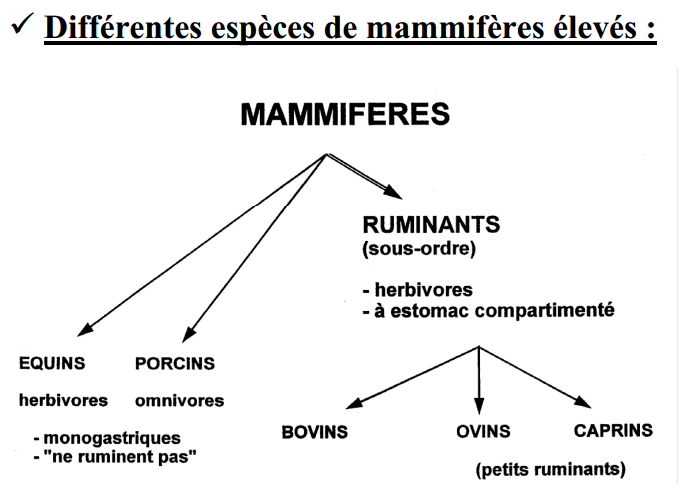 ✓ Différentes espèces de mammifères élevés :
MAMMIFERES
RUMINANTS
(sous-ordre)
- herbivores
- à estomac compartimenté
EQUINS PORCINS
herbivores omnivores
- monogastriques
- "ne ruminent pas"
BOVINS OVINS CAPRINS
(petits ruminants)